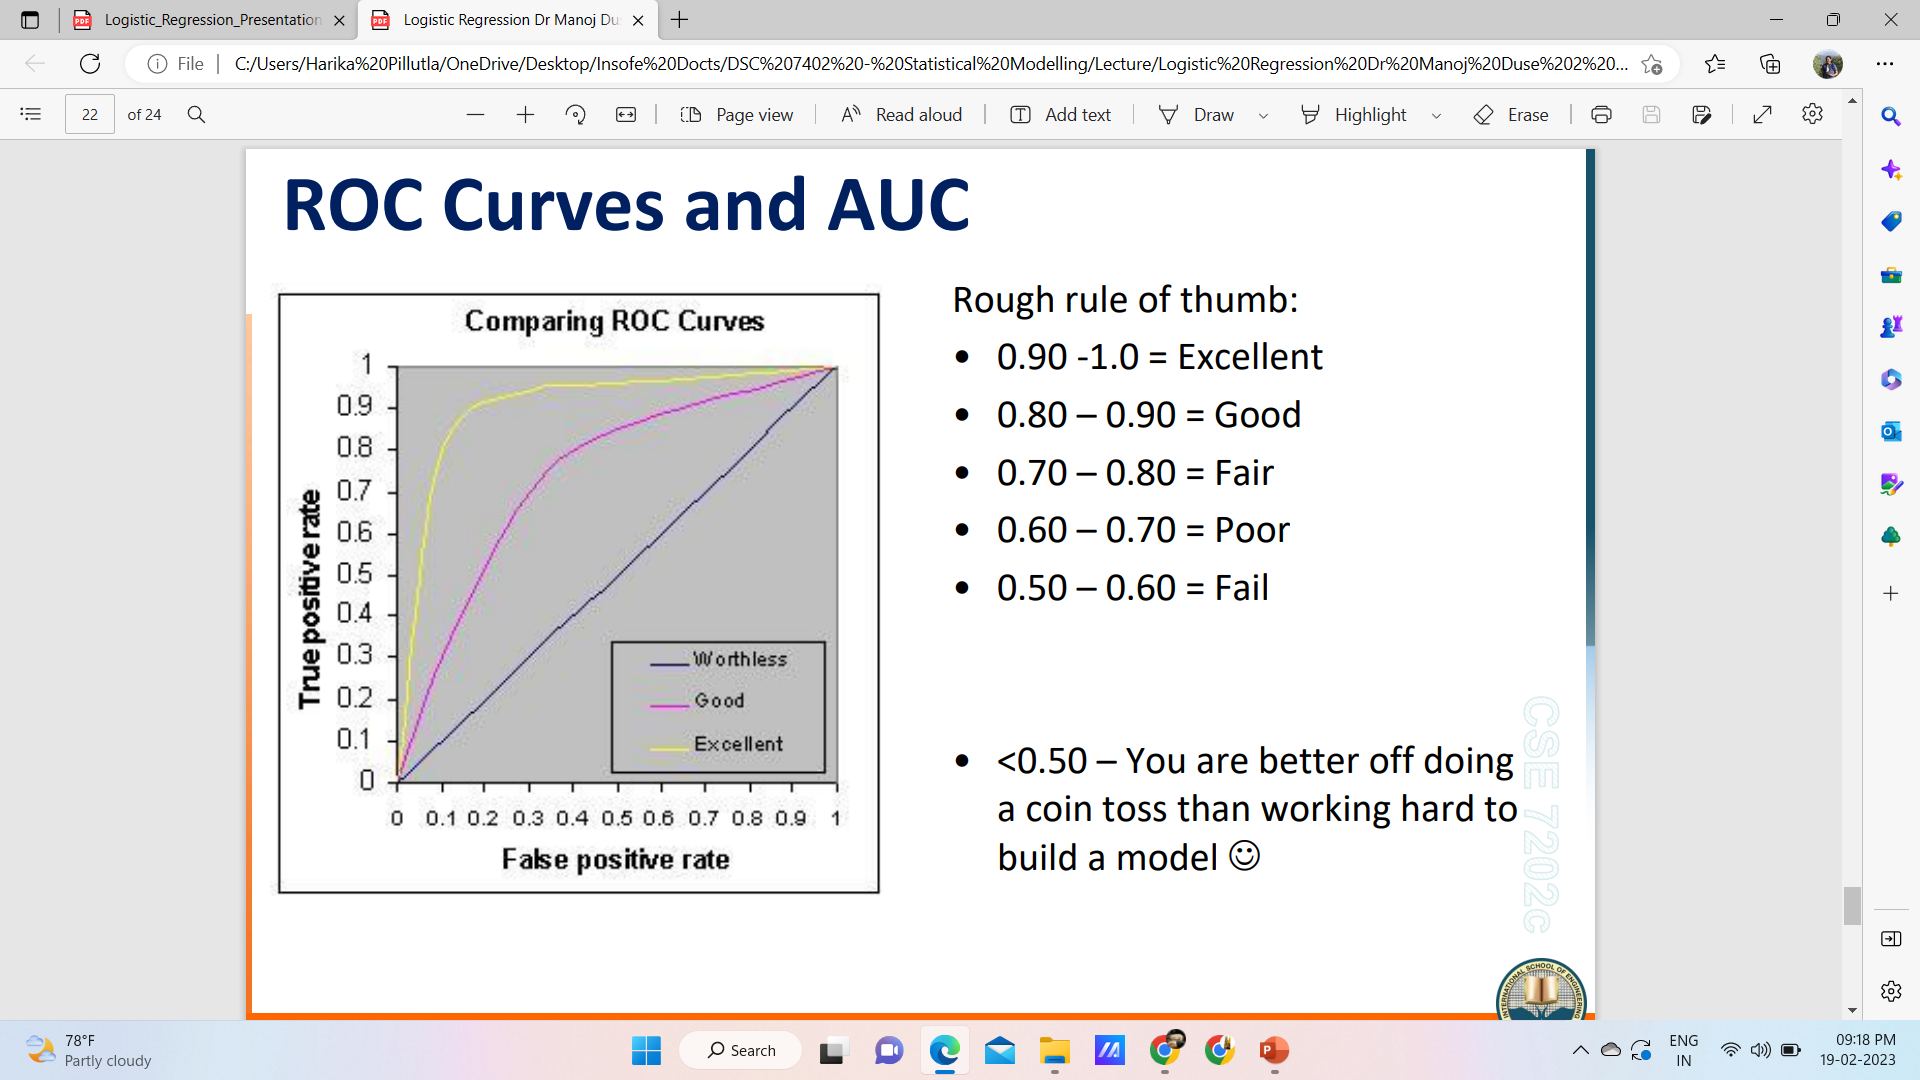 Logistic_Regression_Presentation
Logistic Regression Dr Manoj Du
File
C:/Users/Harika%20Pillutla/OneDrive/Desktop/Insofe%20Docts/DSC%207402%20-%20Statistical%20Modelling/Lecture/Logistic%20Regression%20Dr%20Manoj%20Duse%202%20...
22 of 24
Page view
Read aloud
Add text
Draw
Highlight
Erase
ROC Curves and AUC
Comparing ROC Curves
1
0.9
0.8
0.7
0.6
0.5
0.4
0.3
0.2
0.1
0
True positive rate
Worthless
Good
Excellent
0 0.1 0.2 0.3 0.4 0.5 0.6 0.7 0.8 0.9 1
False positive rate
Rough rule of thumb:
• 0.90 -1.0 = Excellent
• 0.80 – 0.90 = Good
• 0.70 – 0.80 = Fair
• 0.60 – 0.70 = Poor
• 0.50 – 0.60 = Fail
• <0.50 – You are better off doing
a coin toss than working hard to
build a model ☺
CSE 7202c
INTERNATIONAL SCHOOL OF ENGINEERING
78°F
Partly cloudy
Search
ENG
IN
09:18 PM
19-02-2023